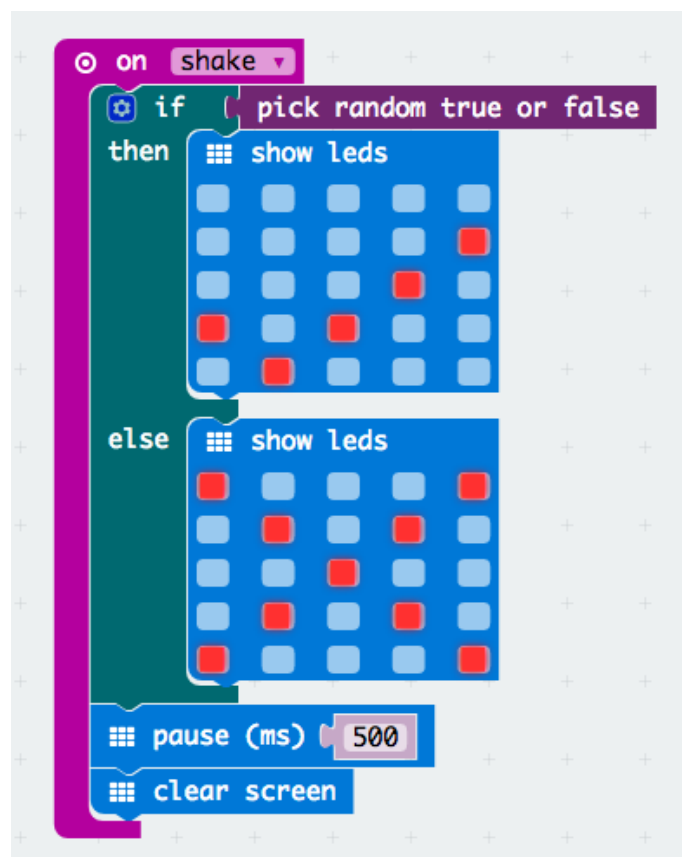 on shake
if pick random true or false
then show leds
else show leds
pause (ms) 500
clear screen